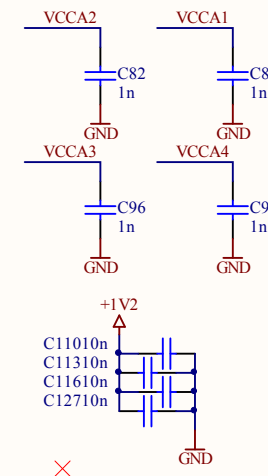 VCCA2 VCCA1
C82 C8
1n 1n
GND GND
VCCA3 VCCA4
C96 C9
1n 1n
GND GND
+1V2
C11010n
C11310n
C11610n
C12710n
GND